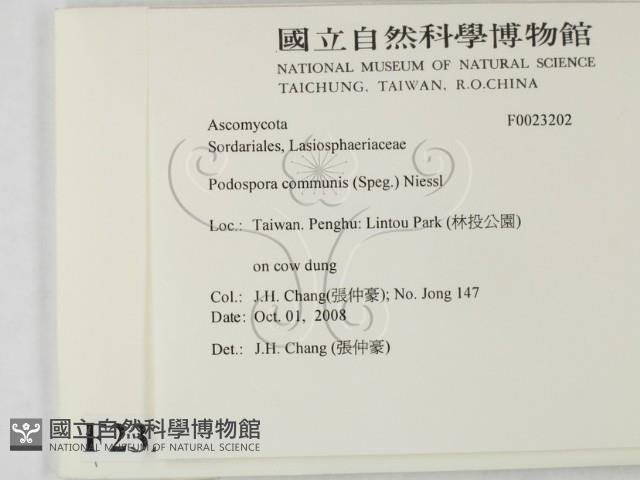 國立自然科學博物館
NATIONAL MUSEUM OF NATURAL SCIENCE
TAICHUNG, TAIWAN, R.O.CHINA
Ascomycota F0023202
Sordariales, Lasiosphaeriaceae
Podospora communis (Speg.) Niessl
Loc.: Taiwan. Penghu: Lintou Park (林投公園)
on cow dung
Col.: J.H. Chang(張仲豪); No. Jong 147
Date: Oct. 01, 2008
Det.: J.H. Chang (張仲豪)
F23
國立自然科學博物館
NATIONAL MUSEUM OF NATURAL SCIENCE